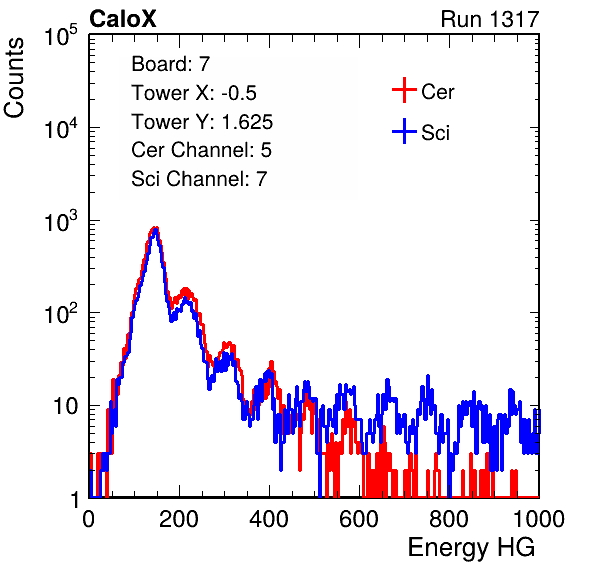 CaloX Run 1317
Counts
10^5
10^4
10^3
10^2
10
1
Board: 7
Tower X: -0.5
Tower Y: 1.625
Cer Channel: 5
Sci Channel: 7
Cer
Sci
0 200 400 600 800 1000
Energy HG